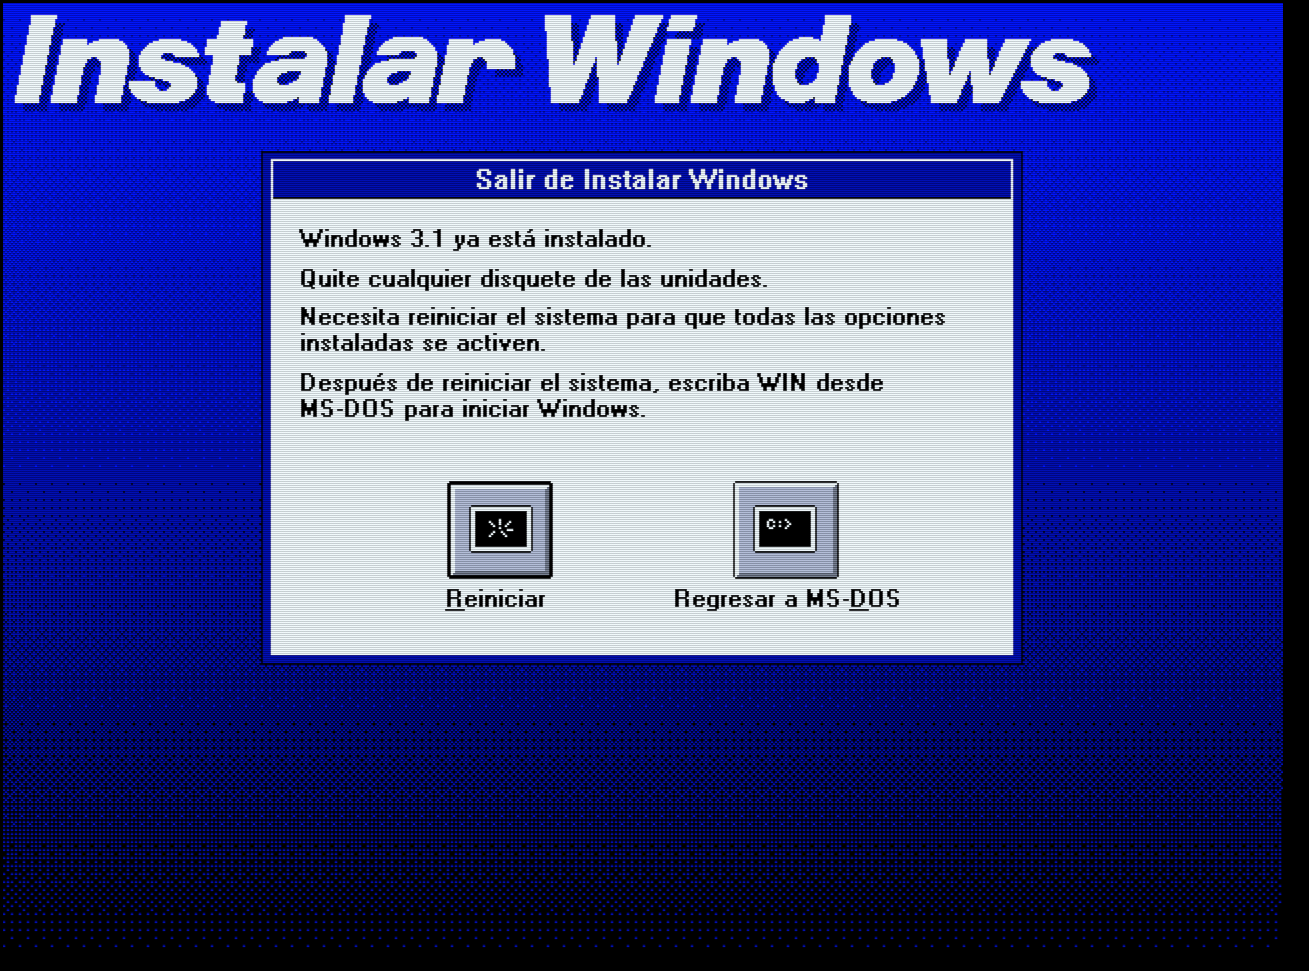 Instalar Windows
Salir de Instalar Windows
Windows 3.1 ya está instalado.
Quite cualquier disquete de las unidades.
Necesita reiniciar el sistema para que todas las opciones
instaladas se activen.
Después de reiniciar el sistema, escriba WIN desde
MS-DOS para iniciar Windows.
C:>
Reiniciar
Regresar a MS-DOS